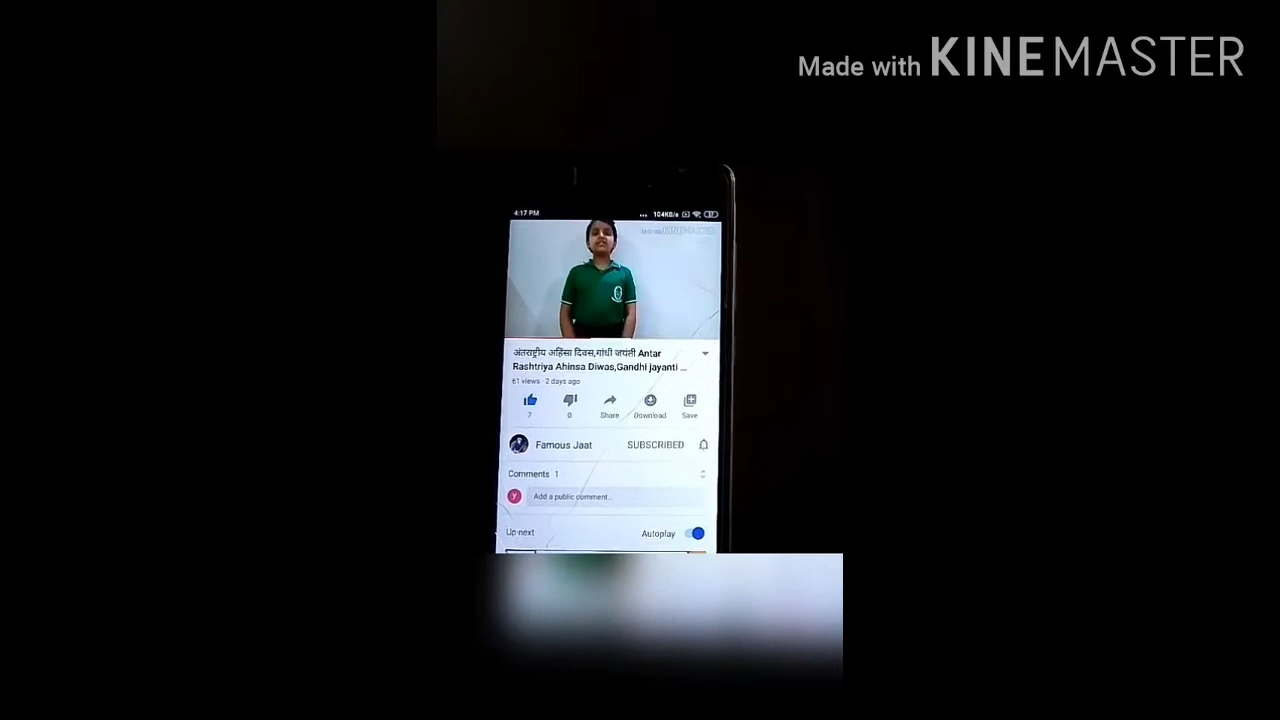 Made with KINEMASTER
4:17 PM
104KB/s
KINEMASTER
अंतराष्ट्रीय अहिंसा दिवस,गांधी जयंती Antar
Rashtriya Ahinsa Diwas,Gandhi jayanti ...
61 views · 2 days ago
7
0
Share
Download
Save
Famous Jaat
SUBSCRIBED
Comments 1
Y
Add a public comment...
Up next
Autoplay